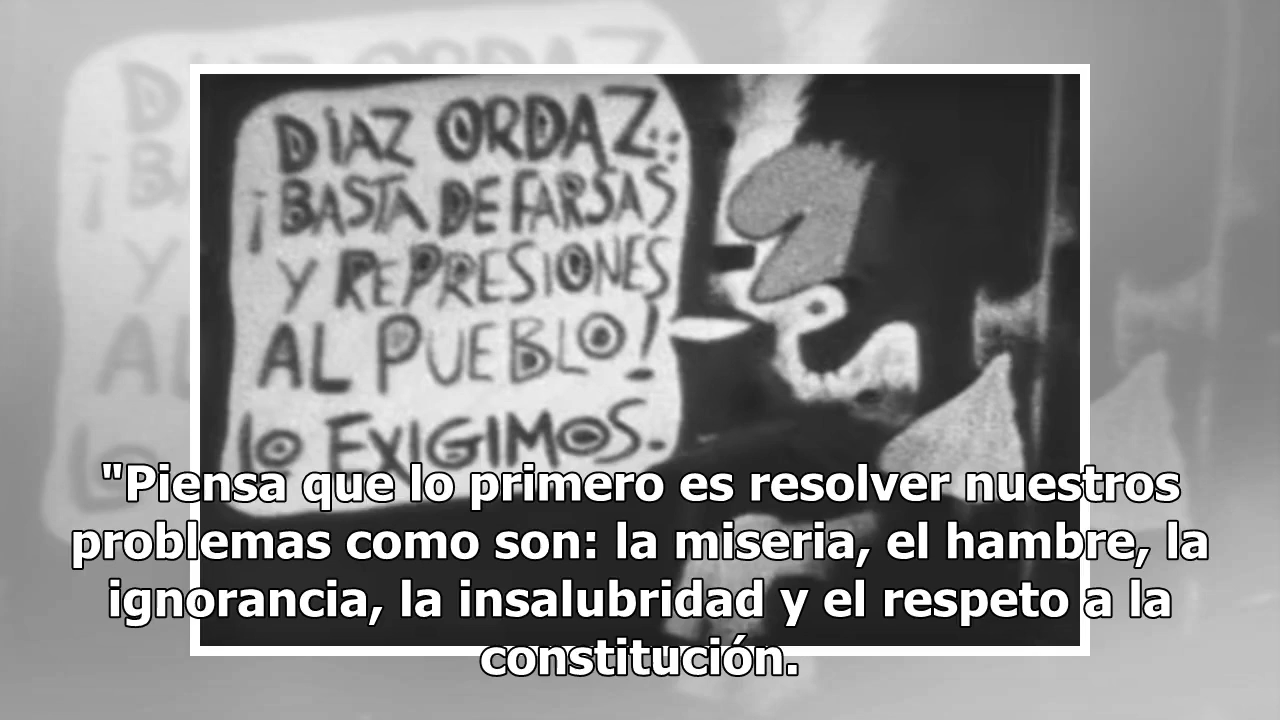 DÍAZ ORDAZ:
¡BASTA DE FARSAS
Y REPRESIONES
AL PUEBLO!
LO EXIGIMOS.
"Piensa que lo primero es resolver nuestros
problemas como son: la miseria, el hambre, la
ignorancia, la insalubridad y el respeto a la
constitución.